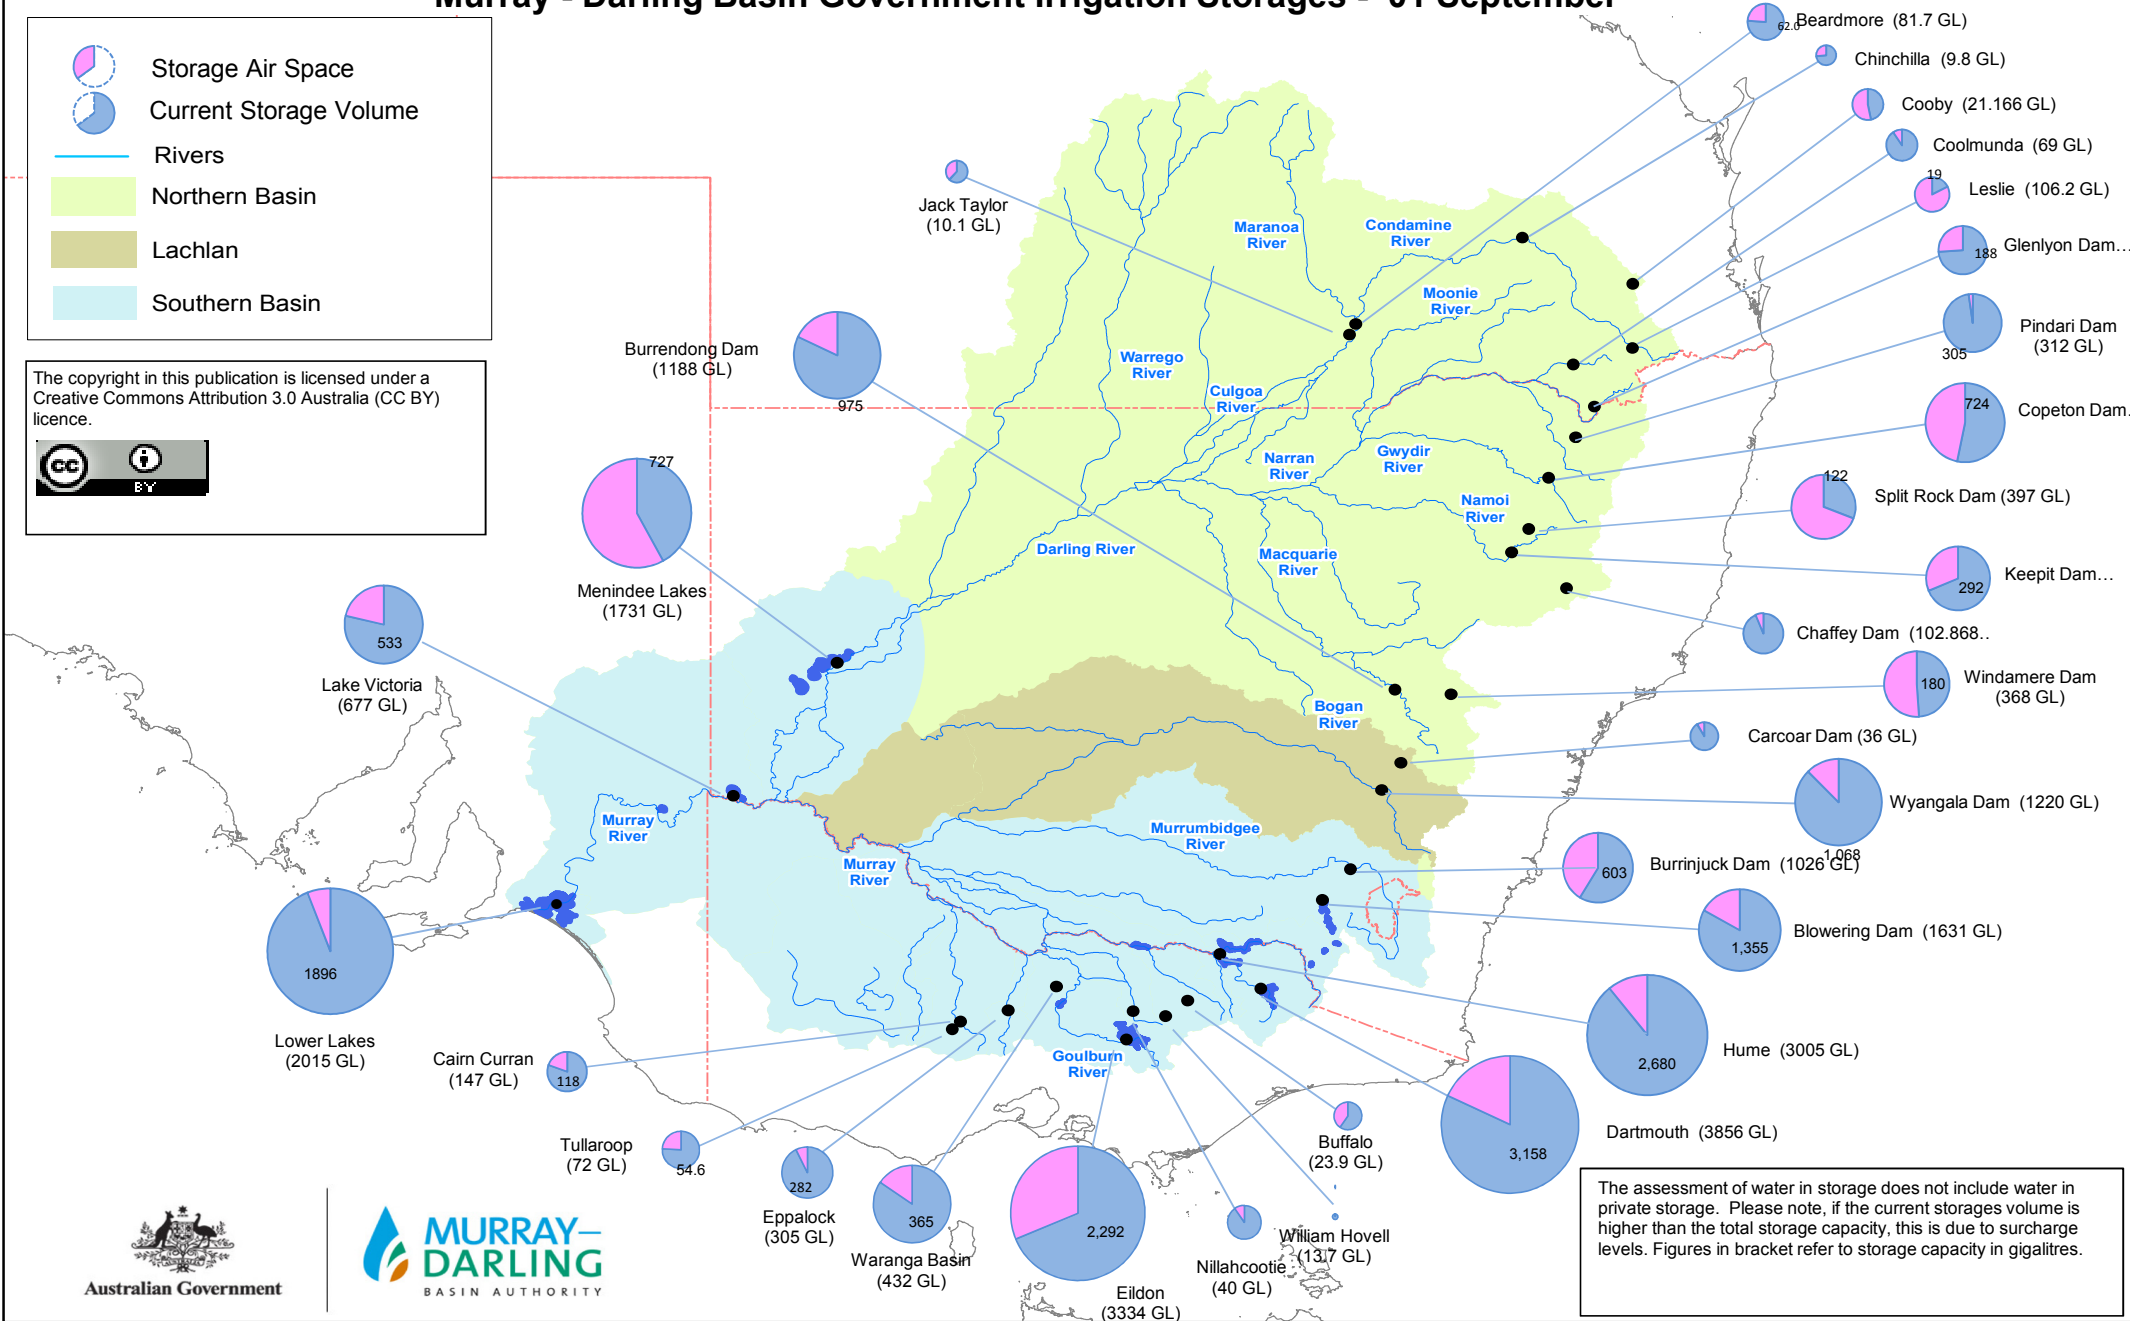 Murray - Darling Basin Government Irrigation Storages - 01 September
Storage Air Space
Current Storage Volume
Rivers
Northern Basin
Lachlan
Southern Basin
The copyright in this publication is licensed under a
Creative Commons Attribution 3.0 Australia (CC BY)
licence.
cc
BY
62.0
Beardmore (81.7 GL)
Chinchilla (9.8 GL)
Cooby (21.166 GL)
Coolmunda (69 GL)
19
Leslie (106.2 GL)
188
Glenlyon Dam…
Pindari Dam
(312 GL)
305
724
Copeton Dam.
122
Split Rock Dam (397 GL)
292
Keepit Dam…
Chaffey Dam (102.868..
180
Windamere Dam
(368 GL)
Carcoar Dam (36 GL)
Wyangala Dam (1220 GL)
1,068
603
Burrinjuck Dam (1026 GL)
1,355
Blowering Dam (1631 GL)
2,680
Hume (3005 GL)
3,158
Dartmouth (3856 GL)
Jack Taylor
(10.1 GL)
Burrendong Dam
(1188 GL)
975
727
Menindee Lakes
(1731 GL)
533
Lake Victoria
(677 GL)
1896
Lower Lakes
(2015 GL)
Cairn Curran
(147 GL)
118
Tullaroop
(72 GL)
54.6
282
Eppalock
(305 GL)
365
Waranga Basin
(432 GL)
2,292
Eildon
(3334 GL)
Nillahcootie
(40 GL)
William Hovell
(13.7 GL)
Buffalo
(23.9 GL)
Maranoa
River
Condamine
River
Moonie
River
Warrego
River
Culgoa
River
Narran
River
Gwydir
River
Namoi
River
Darling River
Macquarie
River
Bogan
River
Murray
River
Murray
River
Murrumbidgee
River
Goulburn
River
The assessment of water in storage does not include water in
private storage. Please note, if the current storages volume is
higher than the total storage capacity, this is due to surcharge
levels. Figures in bracket refer to storage capacity in gigalitres.
Australian Government
MURRAY–
DARLING
BASIN AUTHORITY